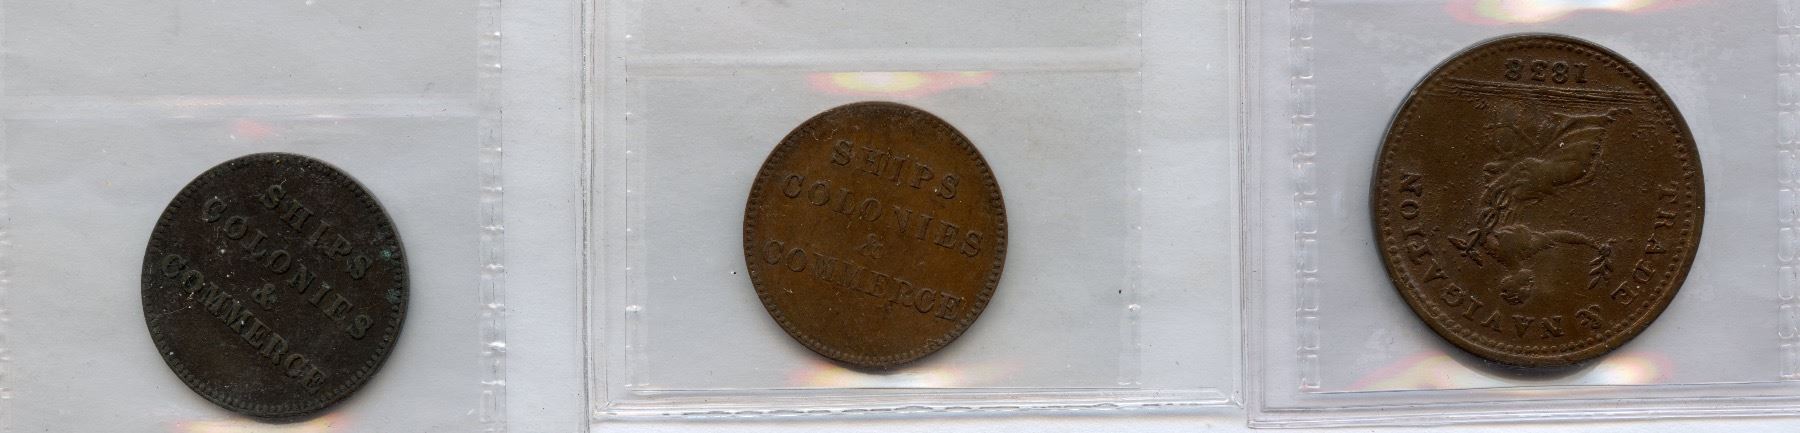 SHIPS
COLONIES
&
COMMERCE
SHIPS
COLONIES
&
COMMERCE
TRADE & NAVIGATION
1838